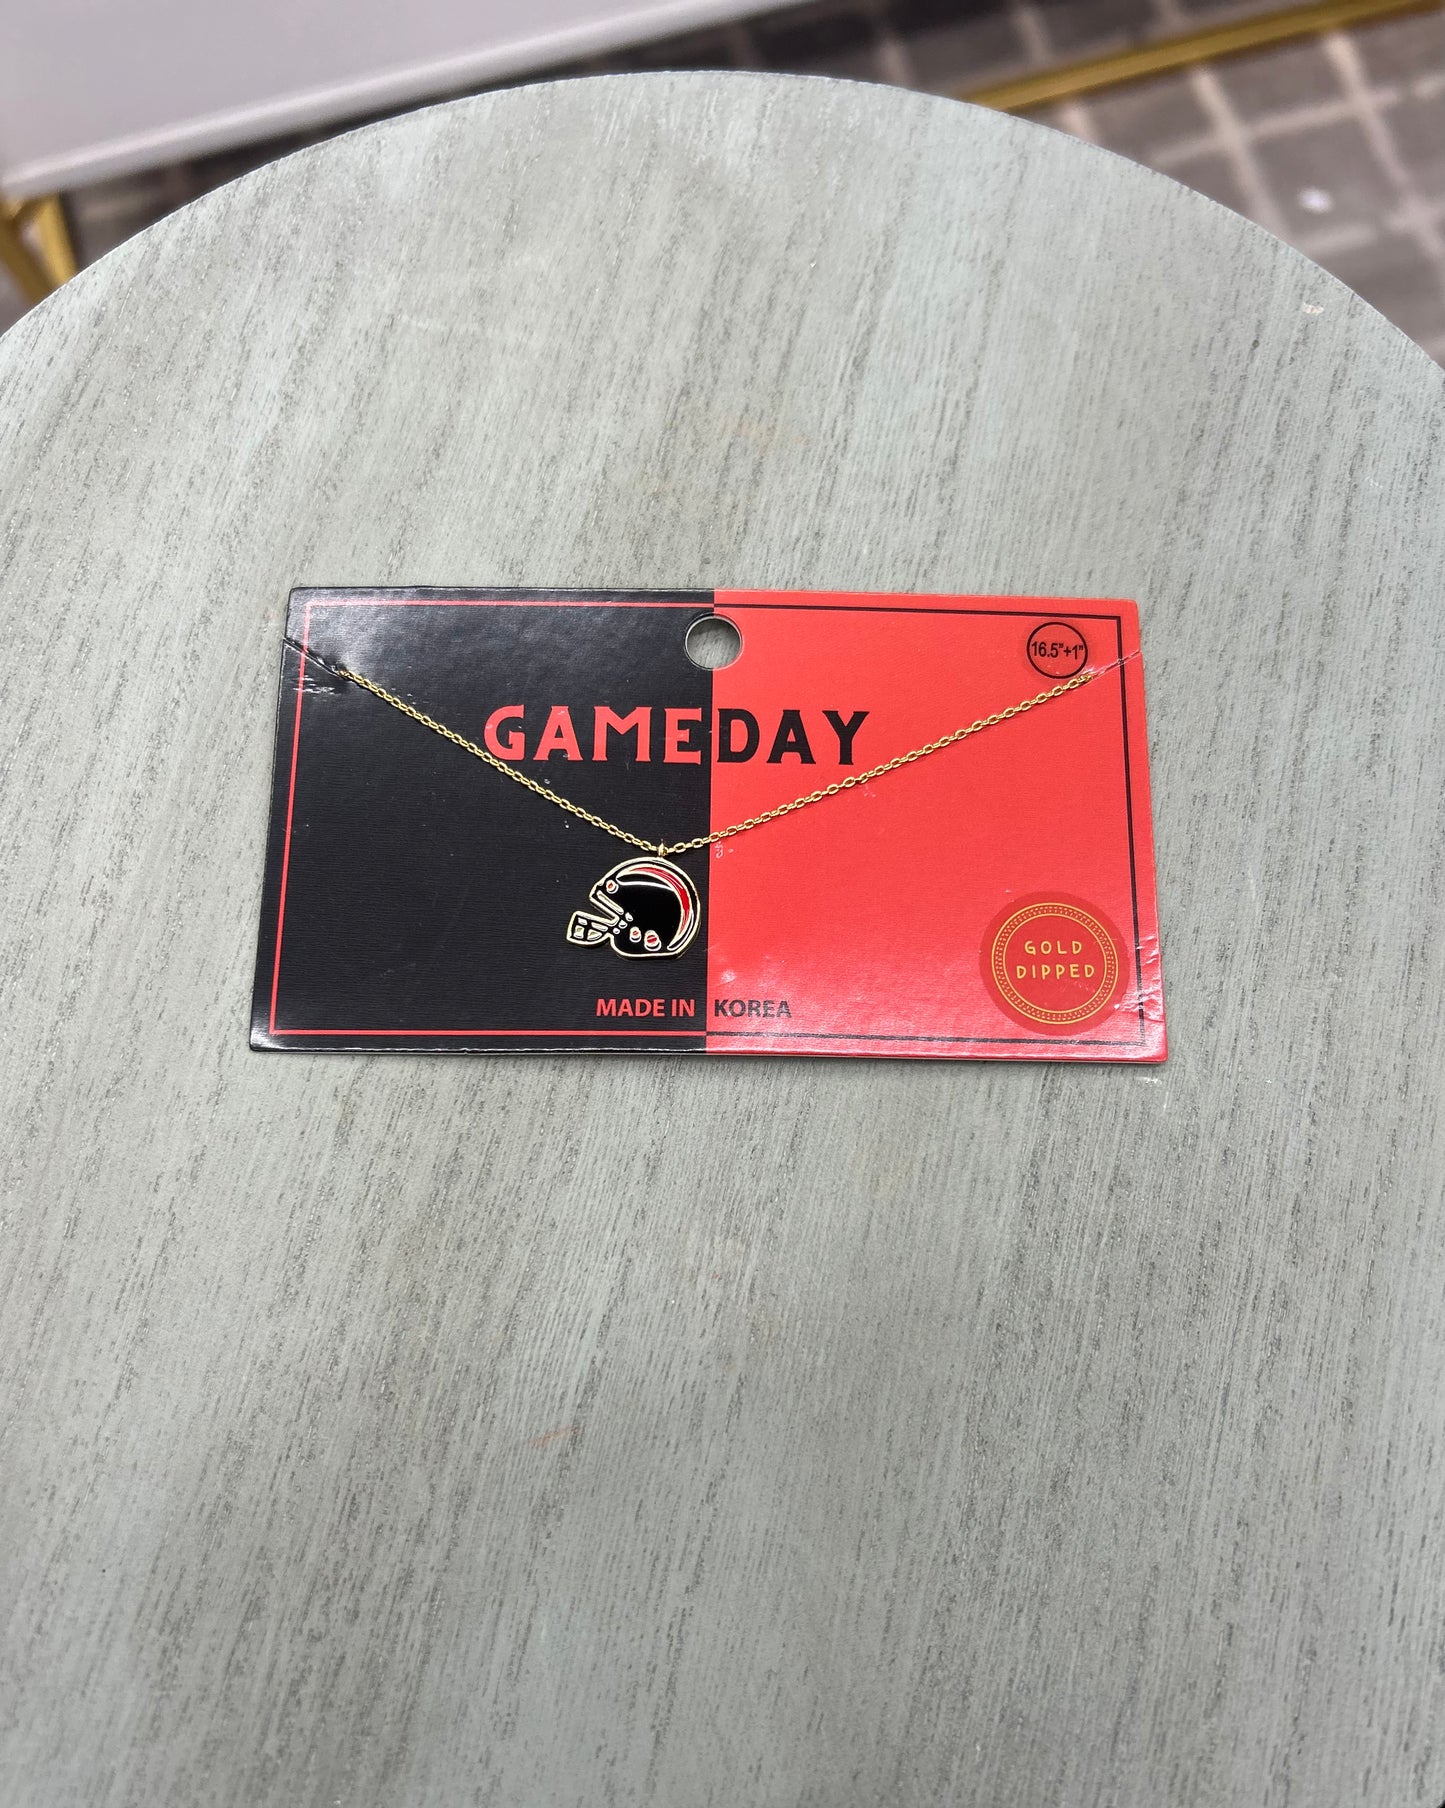 16.5"+1"
GAMEDAY
GOLD
DIPPED
MADE IN KOREA